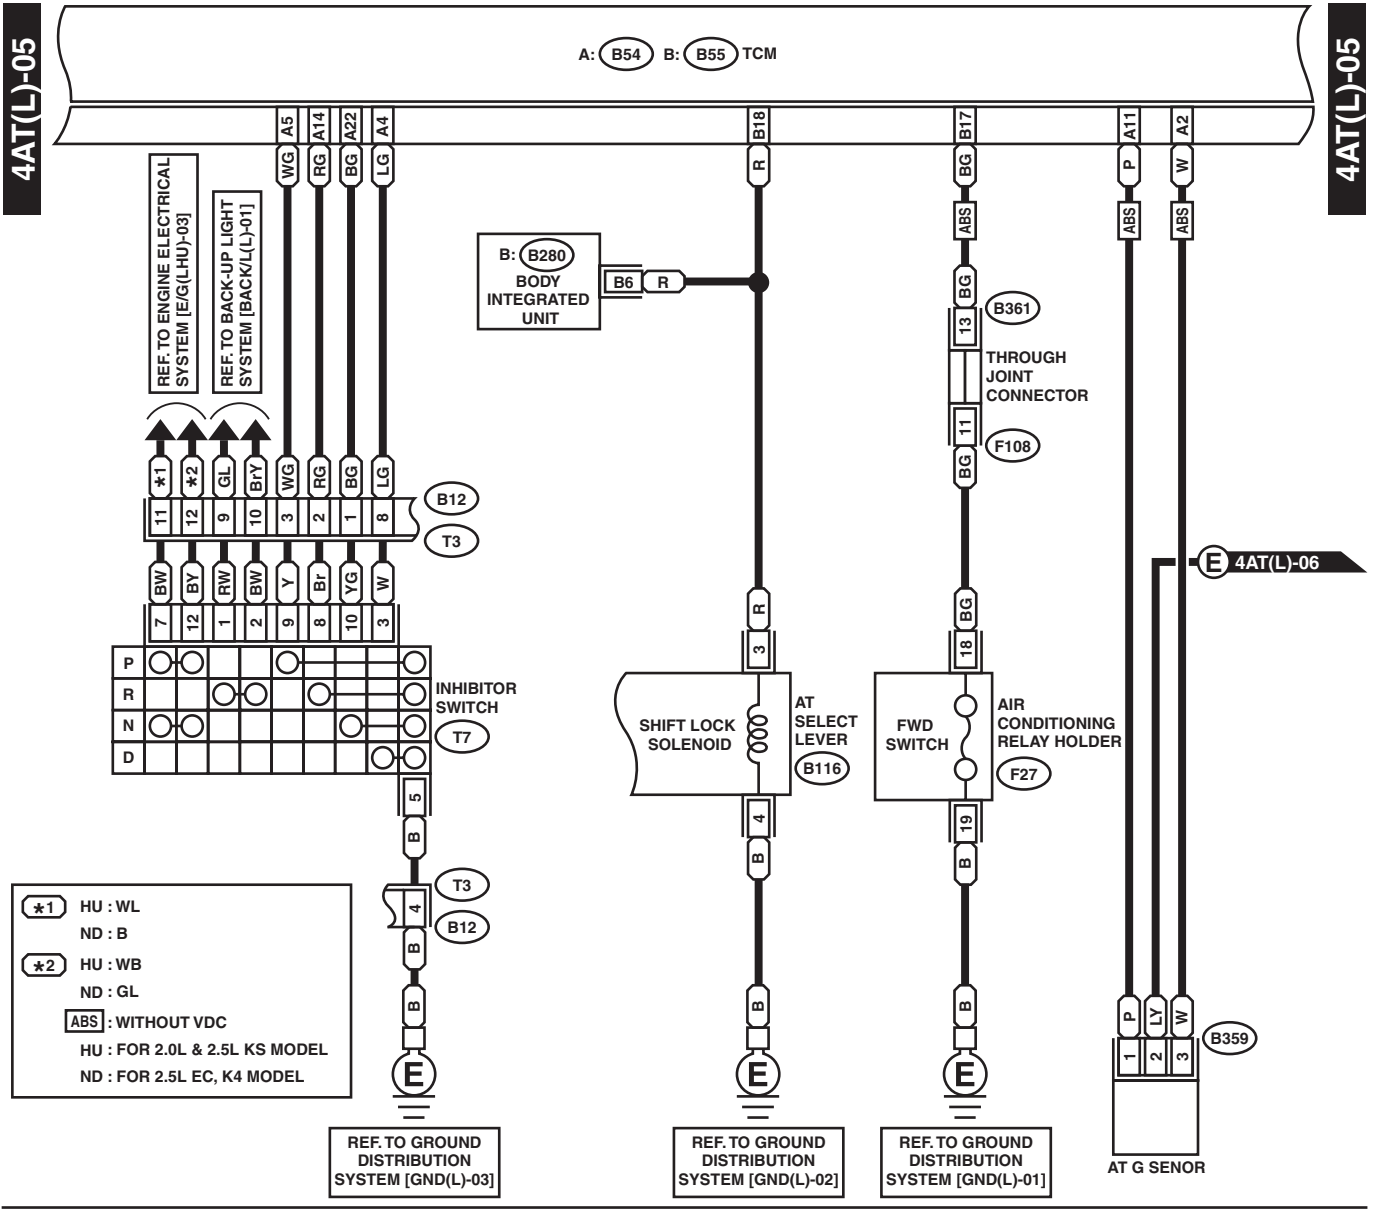 4AT(L)-05
A: B54 B: B55 TCM
4AT(L)-05
A5 A14 A22 A4 B18 B17 A11 A2
WG RG BG LG R BG P W
ABS ABS ABS
REF. TO ENGINE ELECTRICAL
SYSTEM [E/G(LHU)-03]
REF. TO BACK-UP LIGHT
SYSTEM [BACK/L(L)-01]
B: B280
BODY
INTEGRATED
UNIT
B6 R
BG
B361
13
THROUGH
JOINT
CONNECTOR
11
F108
BG
*1 *2 GL BrY WG RG BG LG
11 12 9 10 3 2 1 8
B12
T3
BW BY RW BW Y Br YG W
7 12 1 2 9 8 10 3
P
R
N
D
INHIBITOR
SWITCH
T7
5
B
T3
4
B12
B
B
E
REF. TO GROUND
DISTRIBUTION
SYSTEM [GND(L)-03]
R
3
SHIFT LOCK
SOLENOID
AT
SELECT
LEVER
B116
4
B
B
E
REF. TO GROUND
DISTRIBUTION
SYSTEM [GND(L)-02]
BG
18
FWD
SWITCH
AIR
CONDITIONING
RELAY HOLDER
F27
19
B
B
E
REF. TO GROUND
DISTRIBUTION
SYSTEM [GND(L)-01]
E 4AT(L)-06
P LY W
1 2 3
B359
AT G SENOR
*1 HU : WL
ND : B
*2 HU : WB
ND : GL
ABS : WITHOUT VDC
HU : FOR 2.0L & 2.5L KS MODEL
ND : FOR 2.5L EC, K4 MODEL